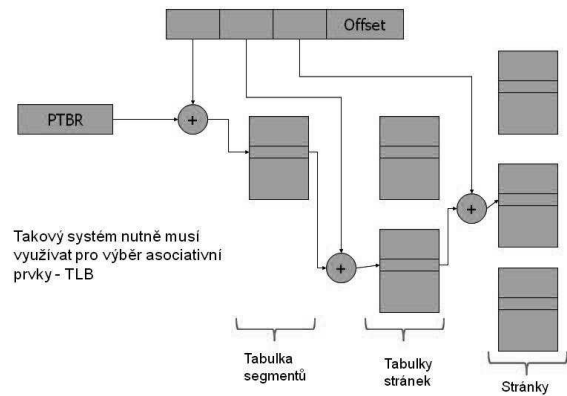 Offset
PTBR
+
+
+
Takový systém nutně musí
využívat pro výběr asociativní
prvky - TLB
Tabulka
segmentů
Tabulky
stránek
Stránky